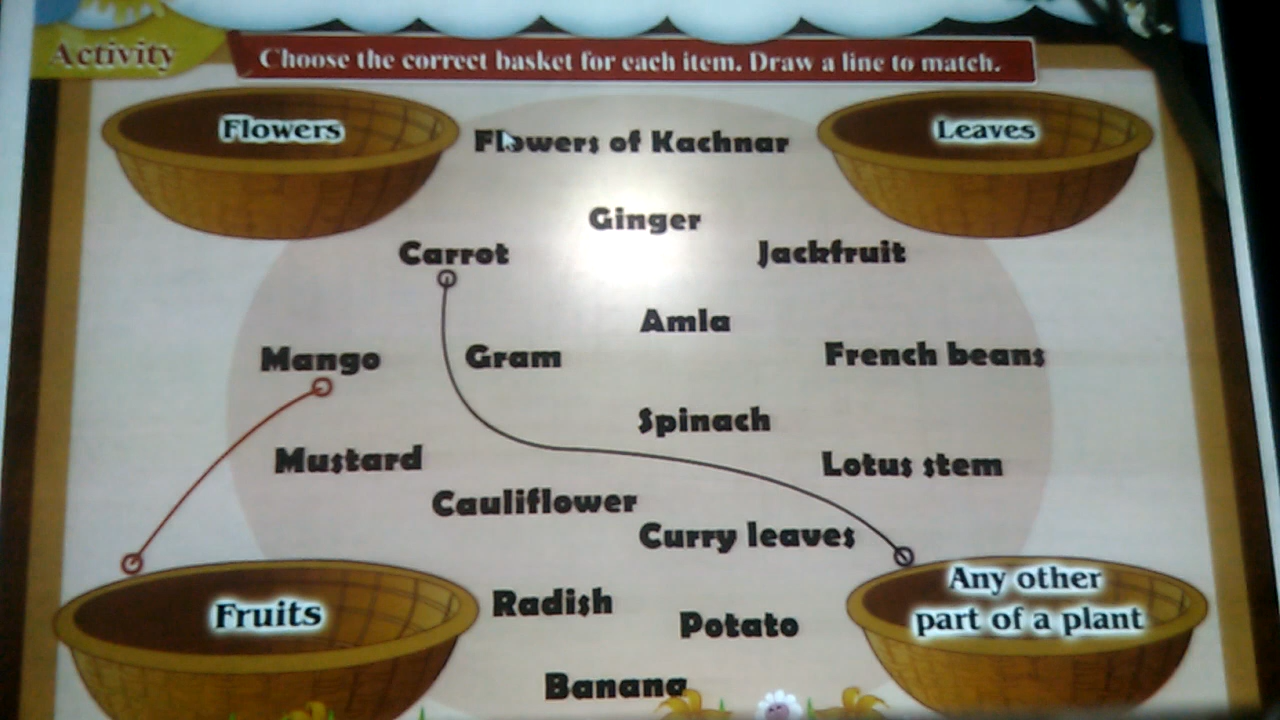 Activity
Choose the correct basket for each item. Draw a line to match.
Flowers
Flowers of Kachnar
Leaves
Ginger
Carrot
Jackfruit
Amla
Mango
Gram
French beans
Spinach
Mustard
Lotus stem
Cauliflower
Curry leaves
Any other
part of a plant
Fruits
Radish
Potato
Banana